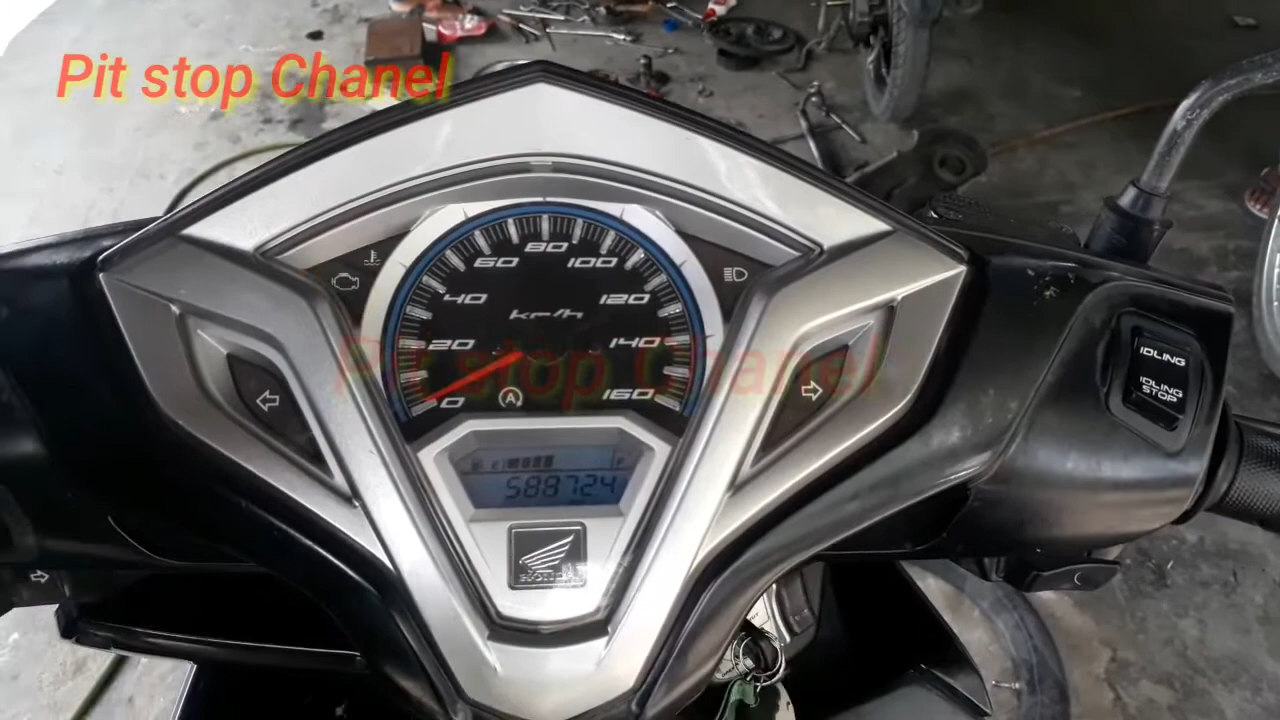 Pit stop Chanel
80
60 100
40 120
km/h
20 140
Pit stop Chanel
0 160
A
588724
HONDA
IDLING
IDLING
STOP